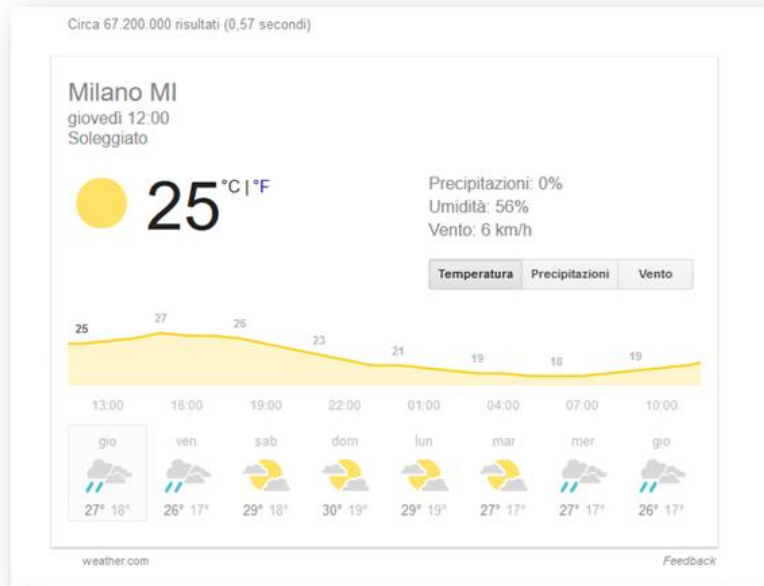 Circa 67.200.000 risultati (0,57 secondi)
Milano MI
giovedì 12:00
Soleggiato
25 °C | °F
Precipitazioni: 0%
Umidità: 56%
Vento: 6 km/h
Temperatura Precipitazioni Vento
25 27 26 23 21 19 18 19
13:00 16:00 19:00 22:00 01:00 04:00 07:00 10:00
gio ven sab dom lun mar mer gio
27° 18° 26° 17° 29° 18° 30° 19° 29° 19° 27° 17° 27° 17° 26° 17°
weather.com Feedback